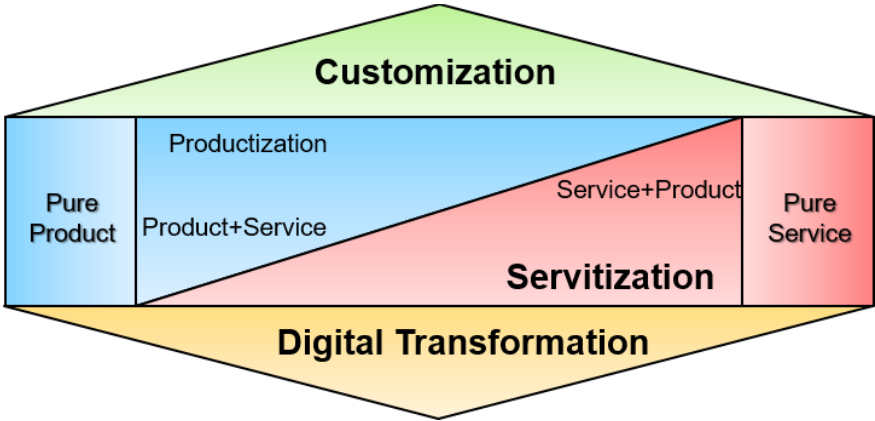 Customization
Productization
Service+Product
Pure
Product
Product+Service
Pure
Service
Servitization
Digital Transformation